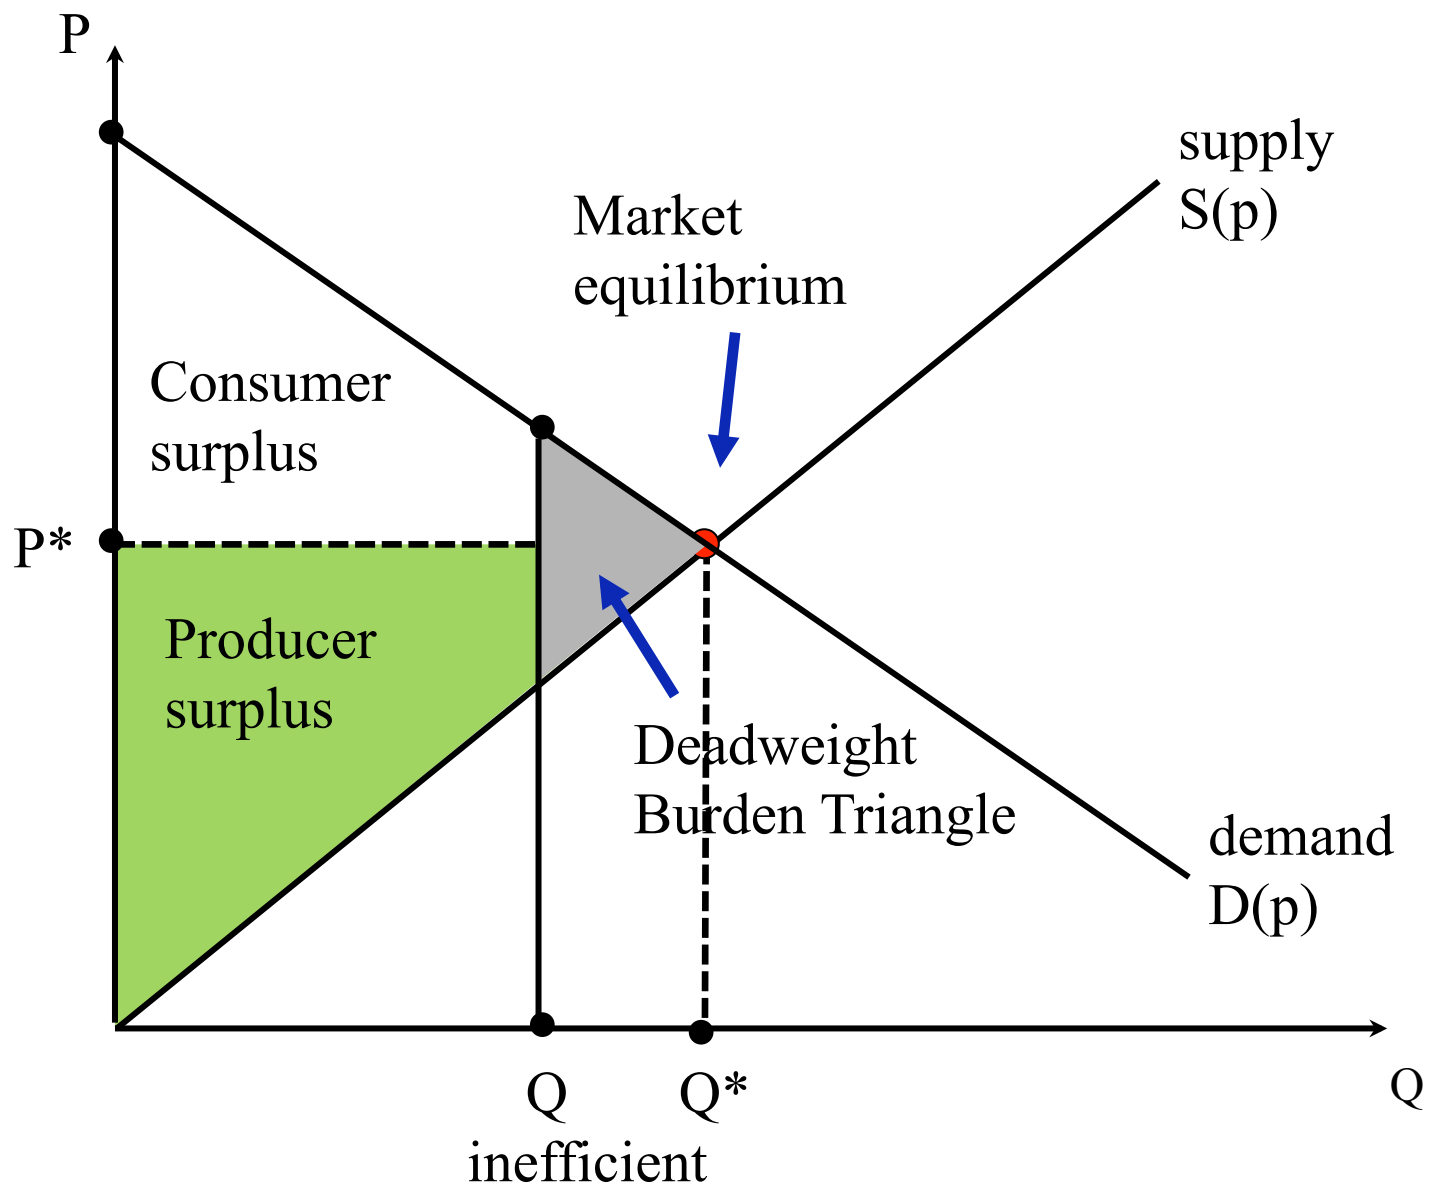 P
supply
S(p)
Market
equilibrium
Consumer
surplus
P*
Producer
surplus
Deadweight
Burden Triangle
demand
D(p)
Q
Q*
Q
inefficient